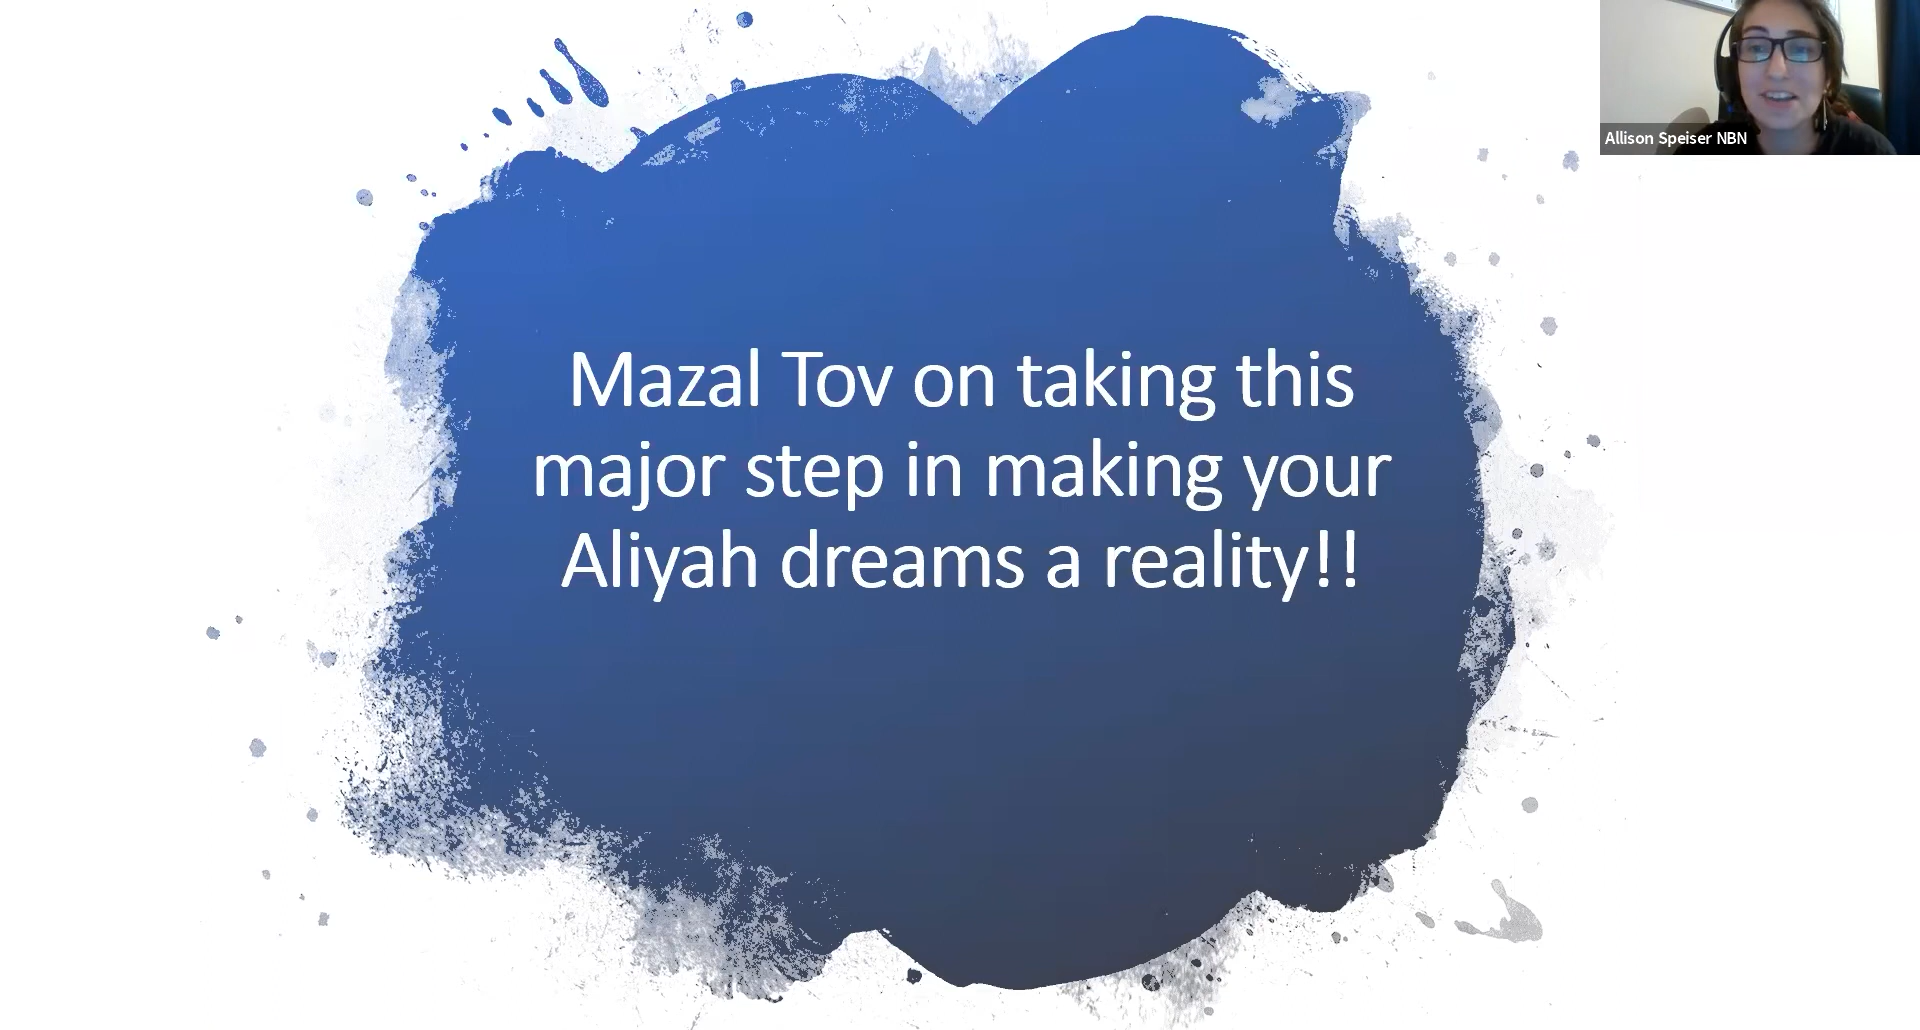 Allison Speiser NBN
Mazal Tov on taking this
major step in making your
Aliyah dreams a reality!!